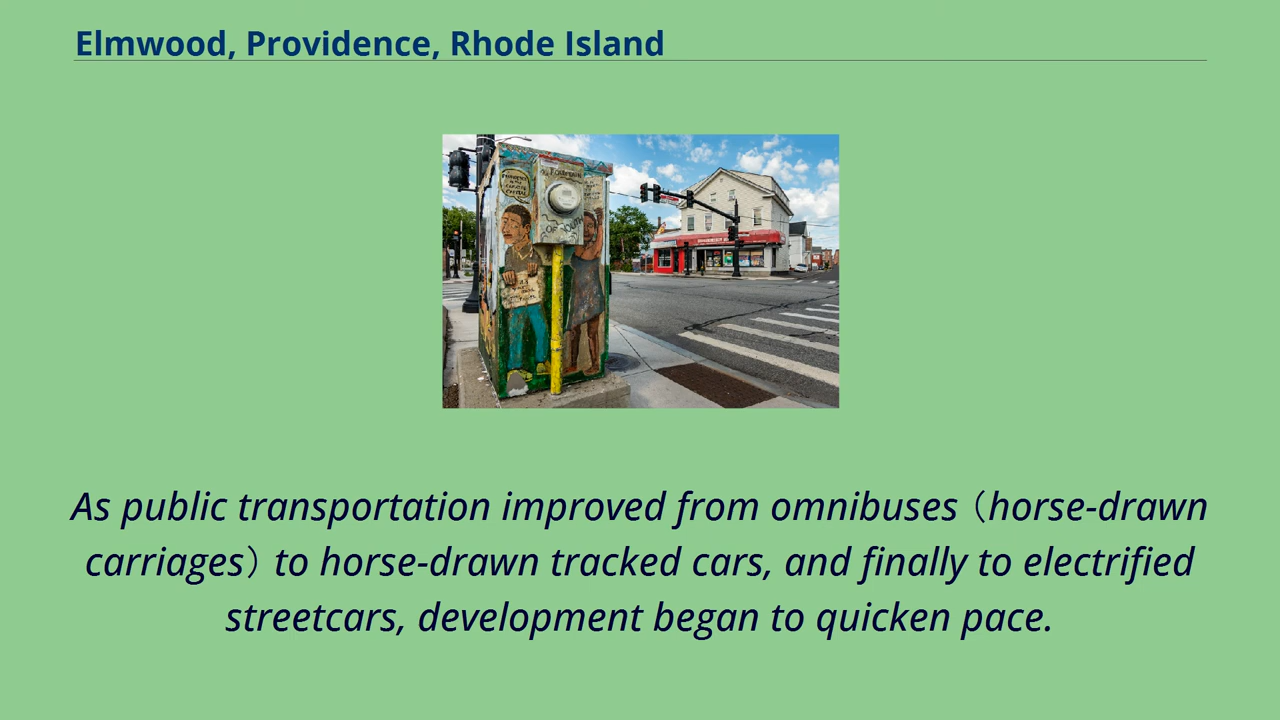 Elmwood, Providence, Rhode Island
As public transportation improved from omnibuses（horse-drawn
carriages）to horse-drawn tracked cars, and finally to electrified
streetcars, development began to quicken pace.